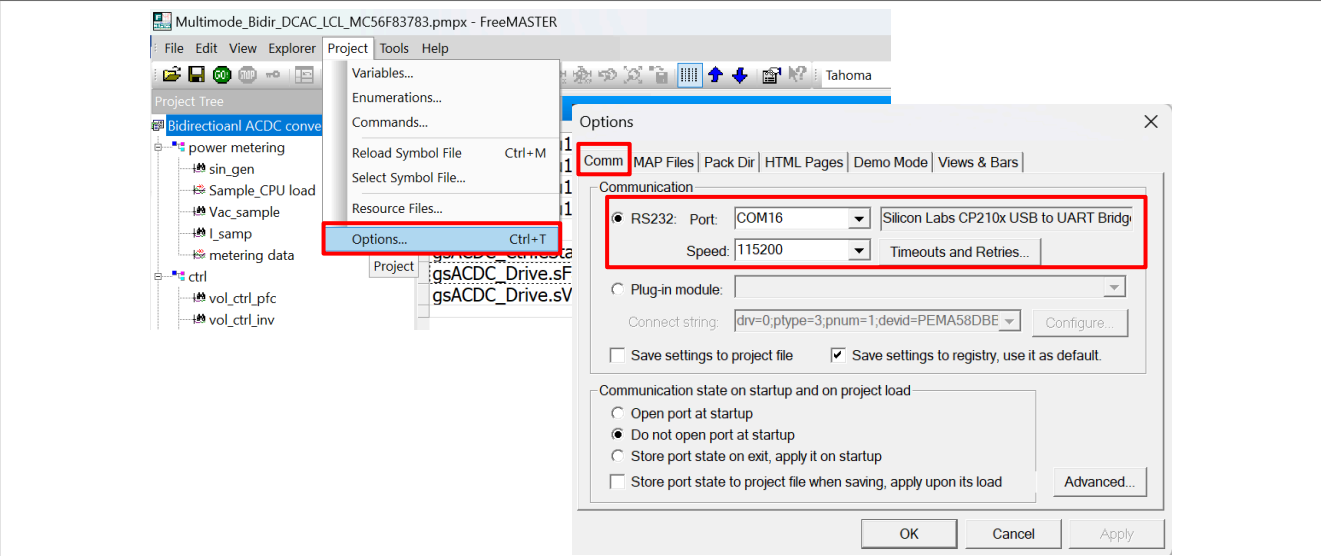 Multimode_Bidir_DCAC_LCL_MC56F83783.pmpx - FreeMASTER
File Edit View Explorer Project Tools Help
GO! STOP Tahoma
Project Tree
Bidirectioanl ACDC conve
power metering
sin_gen
Sample_CPU load
Vac_sample
I_samp
metering data
ctrl
vol_ctrl_pfc
vol_ctrl_inv
Variables...
Enumerations...
Commands...
Reload Symbol File Ctrl+M
Select Symbol File...
Resource Files...
Options... Ctrl+T
Project
gsACDC_Drive.sF
gsACDC_Drive.sV
Options
Comm MAP Files Pack Dir HTML Pages Demo Mode Views & Bars
Communication
RS232: Port: COM16 Silicon Labs CP210x USB to UART Bridge
Speed: 115200 Timeouts and Retries...
Plug-in module:
Connect string: drv=0;ptype=3;pnum=1;devid=PEMA58DBE Configure...
Save settings to project file Save settings to registry, use it as default.
Communication state on startup and on project load
Open port at startup
Do not open port at startup
Store port state on exit, apply it on startup
Store port state to project file when saving, apply upon its load Advanced...
OK Cancel Apply